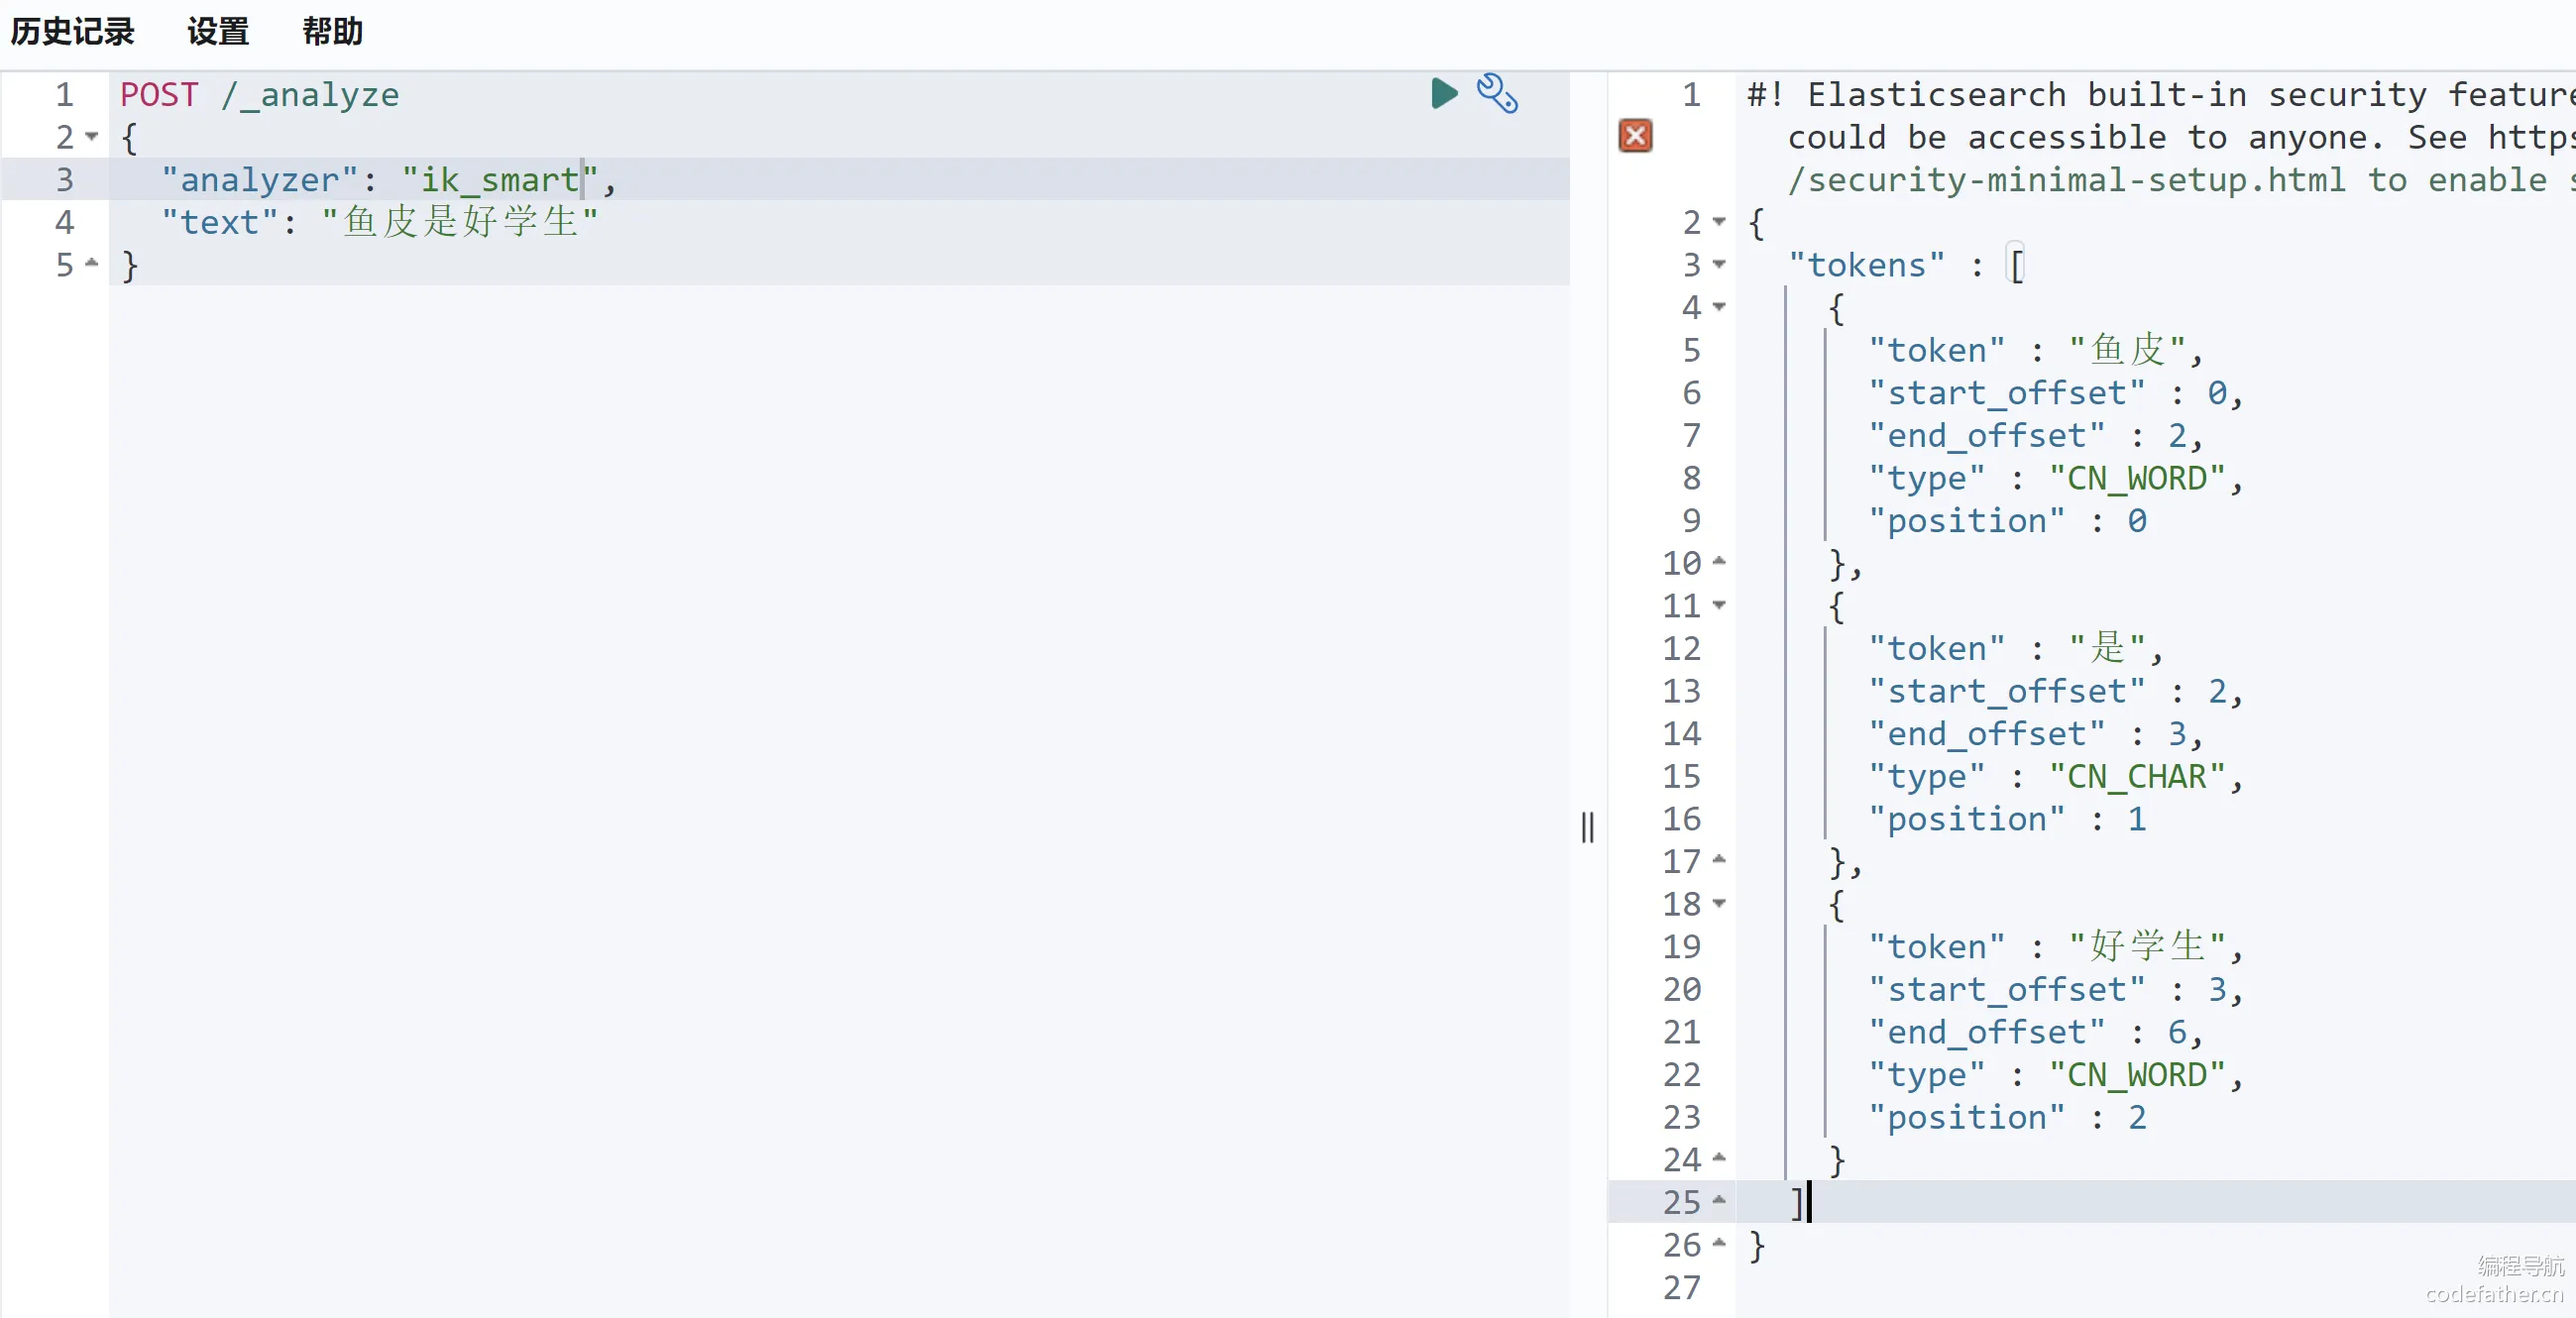 历史记录 设置 帮助
1 POST /_analyze
2 {
3 "analyzer": "ik_smart",
4 "text": "鱼皮是好学生"
5 }
1 #! Elasticsearch built-in security
could be accessible to anyone. See
/security-minimal-setup.html to enable
2 {
3 "tokens" : [
4 {
5 "token" : "鱼皮",
6 "start_offset" : 0,
7 "end_offset" : 2,
8 "type" : "CN_WORD",
9 "position" : 0
10 },
11 {
12 "token" : "是",
13 "start_offset" : 2,
14 "end_offset" : 3,
15 "type" : "CN_CHAR",
16 "position" : 1
17 },
18 {
19 "token" : "好学生",
20 "start_offset" : 3,
21 "end_offset" : 6,
22 "type" : "CN_WORD",
23 "position" : 2
24 }
25 ]
26 }
27
编程导航
codefather.cn